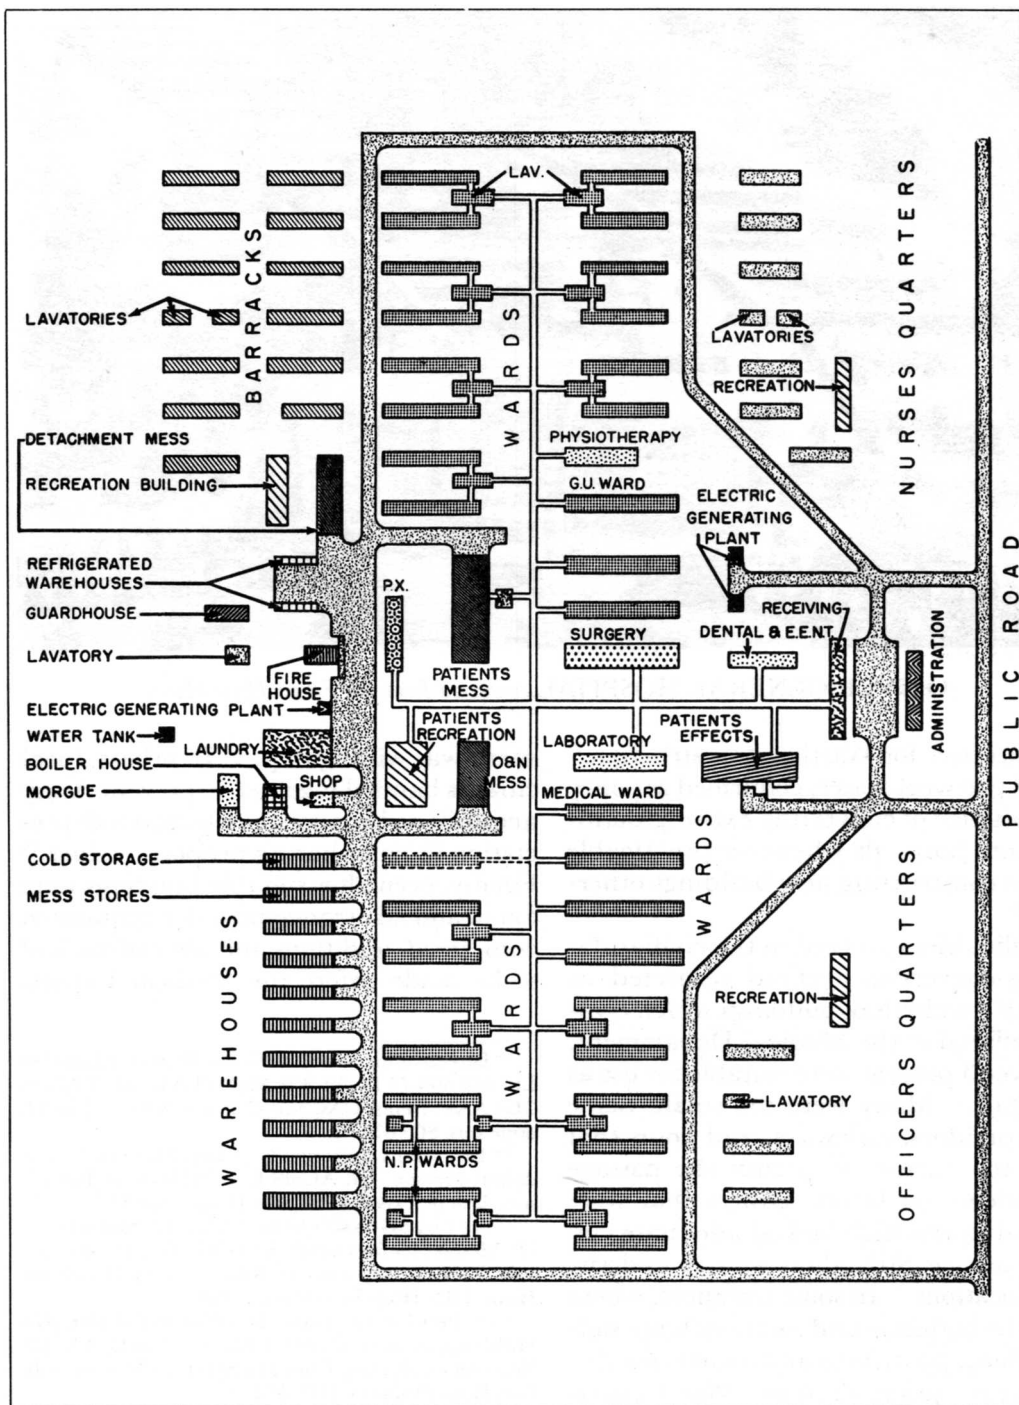 LAV.
BARRACKS
LAVATORIES
WARDS
NURSES QUARTERS
LAVATORIES
RECREATION
DETACHMENT MESS
RECREATION BUILDING
PHYSIOTHERAPY
G.U. WARD
ELECTRIC
GENERATING
PLANT
REFRIGERATED
WAREHOUSES
GUARDHOUSE
LAVATORY
FIRE
HOUSE
P.X.
PATIENTS
MESS
SURGERY
RECEIVING
DENTAL & E.E.N.T.
ADMINISTRATION
PUBLIC ROAD
ELECTRIC GENERATING PLANT
WATER TANK
LAUNDRY
BOILER HOUSE
MORGUE
SHOP
PATIENTS
RECREATION
O&N
MESS
LABORATORY
PATIENTS
EFFECTS
MEDICAL WARD
COLD STORAGE
MESS STORES
WAREHOUSES
WARDS
WARDS
N.P. WARDS
RECREATION
LAVATORY
OFFICERS QUARTERS